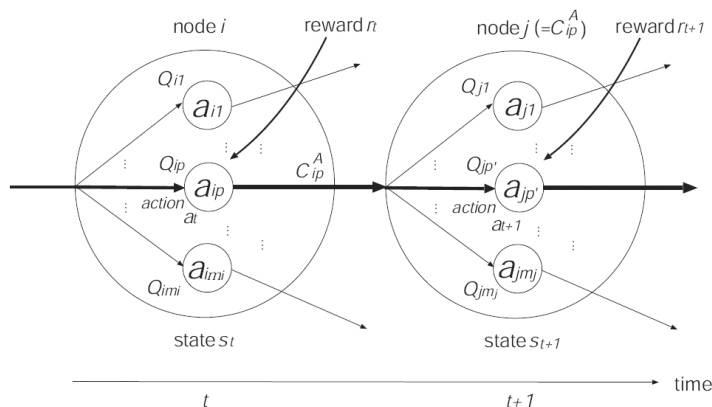 node i
reward rt
node j (=C^A_ip)
reward rt+1
Qi1
ai1
Qj1
aj1
Qip
aip
C^A_ip
Qjp'
ajp'
action
at
action
at+1
Qimi
aimi
Qjmj
ajmj
state st
state st+1
time
t
t+1